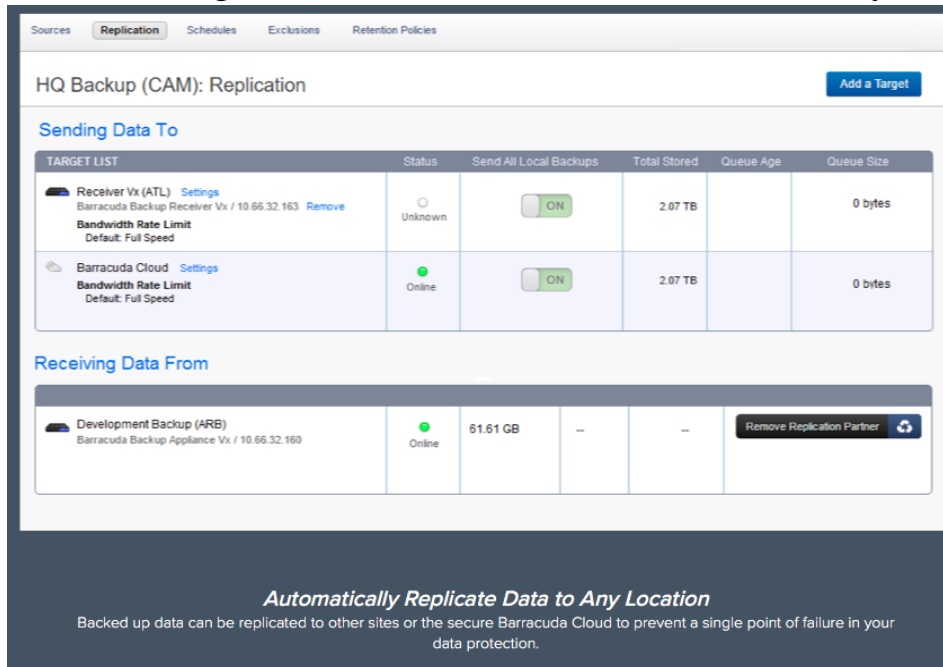 Sources Replication Schedules Exclusions Retention Policies
HQ Backup (CAM): Replication
Add a Target
Sending Data To
TARGET LIST Status Send All Local Backups Total Stored Queue Age Queue Size
Receiver Vx (ATL) Settings
Barracuda Backup Receiver Vx / 10.66.32.163 Remove
Bandwidth Rate Limit
Default: Full Speed
Unknown
ON
2.07 TB
0 bytes
Barracuda Cloud Settings
Bandwidth Rate Limit
Default: Full Speed
Online
ON
2.07 TB
0 bytes
Receiving Data From
Development Backup (ARB)
Barracuda Backup Appliance Vx / 10.66.32.160
Online
61.61 GB
--
--
Remove Replication Partner
Automatically Replicate Data to Any Location
Backed up data can be replicated to other sites or the secure Barracuda Cloud to prevent a single point of failure in your
data protection.